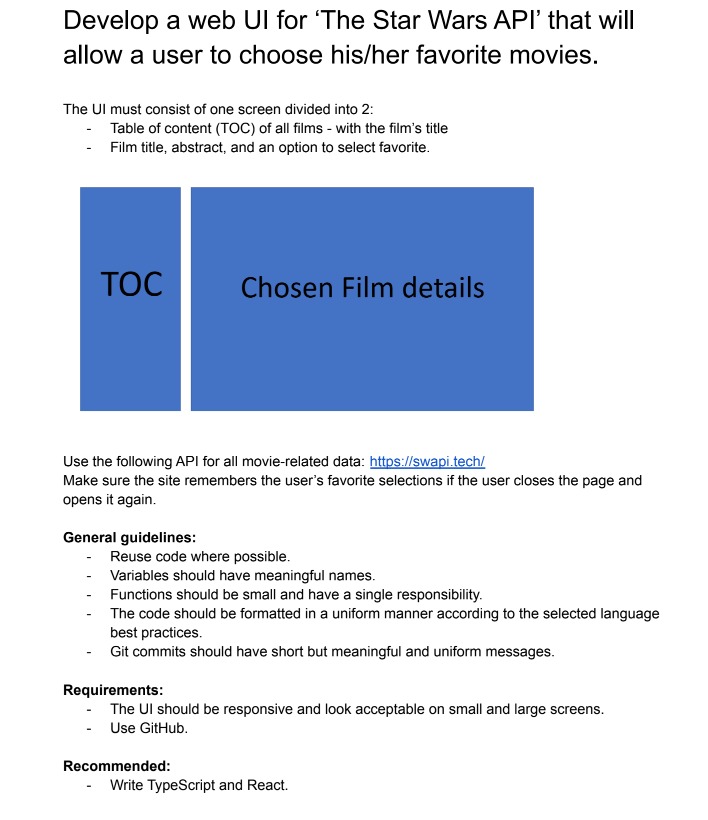 Develop a web UI for ‘The Star Wars API’ that will
allow a user to choose his/her favorite movies.
The UI must consist of one screen divided into 2:
- Table of content (TOC) of all films - with the film’s title
- Film title, abstract, and an option to select favorite.
TOC
Chosen Film details
Use the following API for all movie-related data: https://swapi.tech/
Make sure the site remembers the user’s favorite selections if the user closes the page and
opens it again.
General guidelines:
- Reuse code where possible.
- Variables should have meaningful names.
- Functions should be small and have a single responsibility.
- The code should be formatted in a uniform manner according to the selected language
best practices.
- Git commits should have short but meaningful and uniform messages.
Requirements:
- The UI should be responsive and look acceptable on small and large screens.
- Use GitHub.
Recommended:
- Write TypeScript and React.